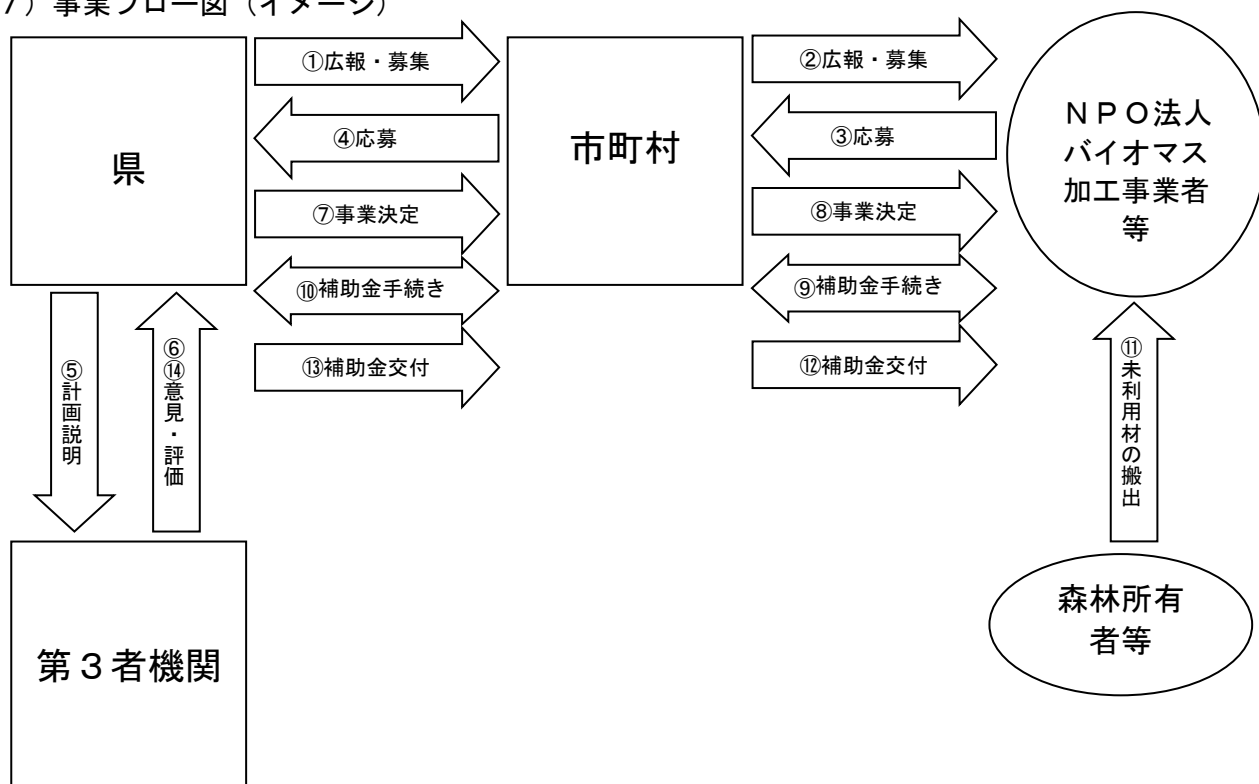 7）事業フロー図（イメージ）
①広報・募集
②広報・募集
④応募
③応募
県
市町村
ＮＰＯ法人
バイオマス
加工事業者
等
⑦事業決定
⑧事業決定
⑩補助金手続き
⑨補助金手続き
⑬補助金交付
⑫補助金交付
⑤計画説明
⑥⑭意見・評価
⑪未利用材の搬出
第３者機関
森林所有
者等